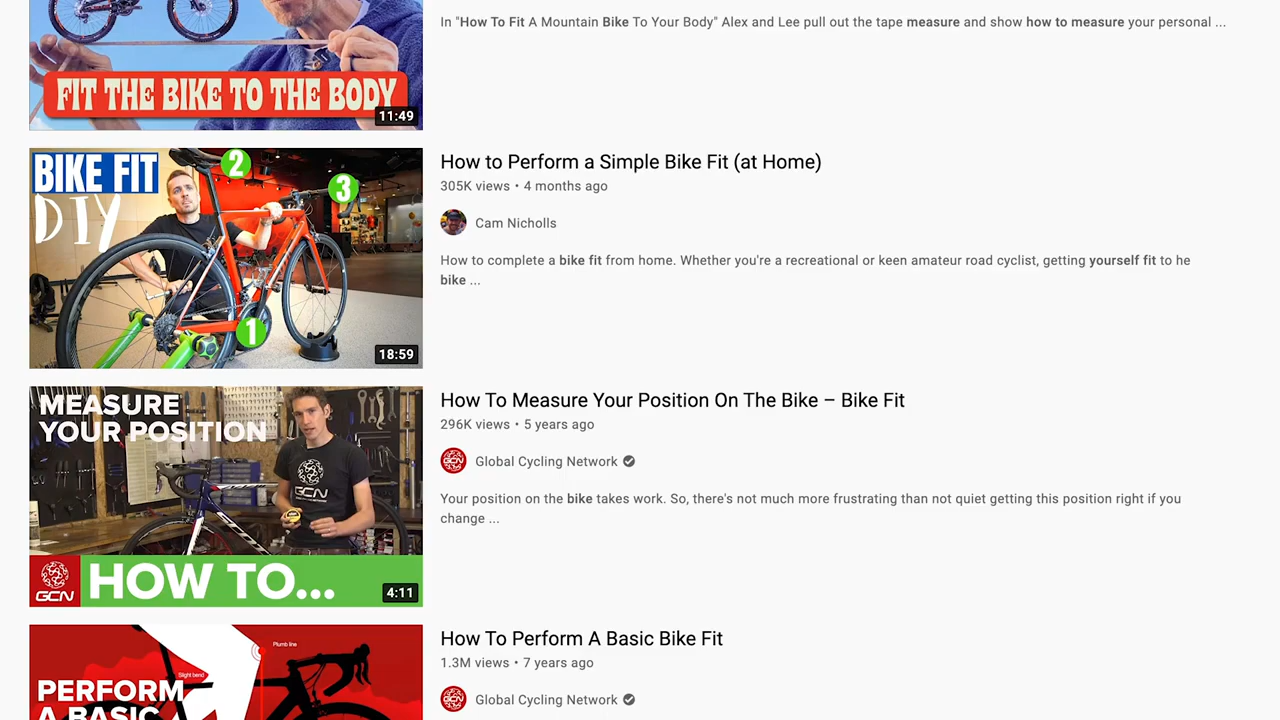 In "How To Fit A Mountain Bike To Your Body" Alex and Lee pull out the tape measure and show how to measure your personal ...
FIT THE BIKE TO THE BODY
11:49
BIKE FIT
DIY
2
3
1
18:59
How to Perform a Simple Bike Fit (at Home)
305K views • 4 months ago
Cam Nicholls
How to complete a bike fit from home. Whether you're a recreational or keen amateur road cyclist, getting yourself fit to he
bike ...
MEASURE
YOUR POSITION
GCN
GCN
HOW TO...
4:11
How To Measure Your Position On The Bike – Bike Fit
296K views • 5 years ago
GCN
Global Cycling Network
Your position on the bike takes work. So, there's not much more frustrating than not quiet getting this position right if you
change ...
Plumb line
Slight bend
PERFORM
A BASIC
How To Perform A Basic Bike Fit
1.3M views • 7 years ago
GCN
Global Cycling Network